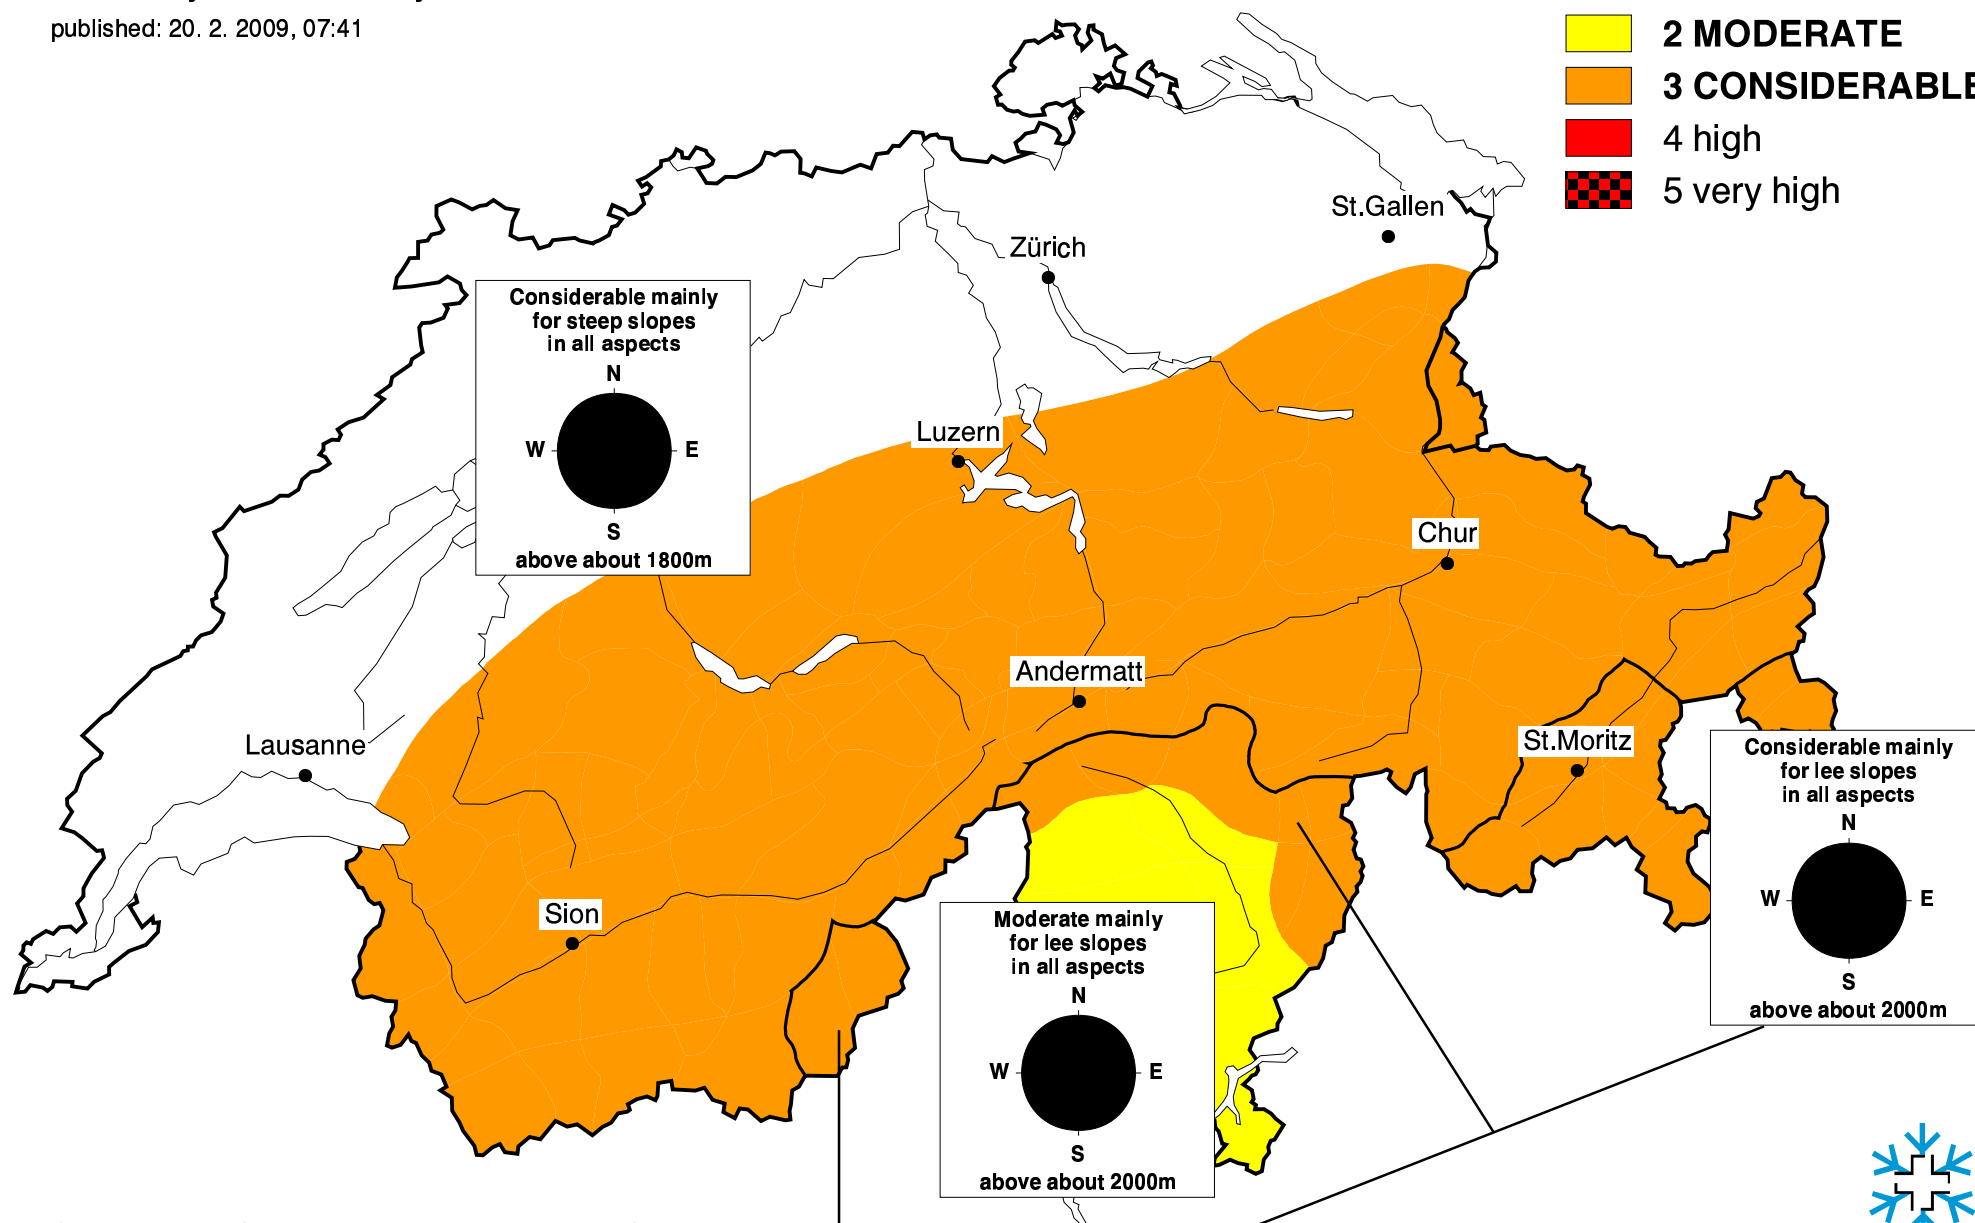 published: 20. 2. 2009, 07:41
2 MODERATE
3 CONSIDERABLE
4 high
5 very high
St.Gallen
Zürich
Considerable mainly
for steep slopes
in all aspects
N
W E
S
above about 1800m
Luzern
Chur
Andermatt
Lausanne
St.Moritz
Considerable mainly
for lee slopes
in all aspects
N
W E
S
above about 2000m
Sion
Moderate mainly
for lee slopes
in all aspects
N
W E
S
above about 2000m